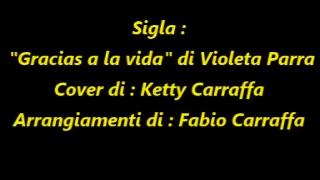 Sigla :
"Gracias a la vida" di Violeta Parra
Cover di : Ketty Carraffa
Arrangiamenti di : Fabio Carraffa